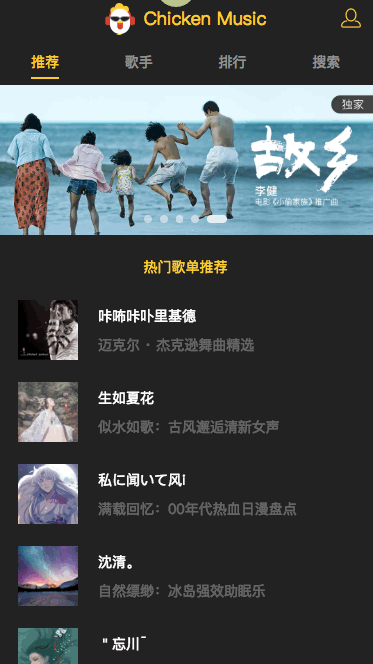 Chicken Music
推荐
歌手
排行
搜索
独家
故乡
李健
电影《小偷家族》推广曲
热门歌单推荐
咔咘咔卟里基德
迈克尔·杰克逊舞曲精选
生如夏花
似水如歌：古风邂逅清新女声
私に闻いて风i
满载回忆：00年代热血日漫盘点
沈清。
自然缥缈：冰岛强效助眠乐
"忘川ˉ